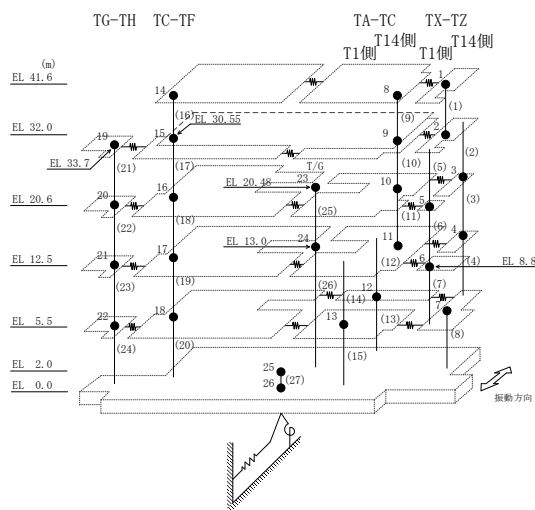 TG-TH TC-TF TA-TC TX-TZ
T1側 T14側 T1側 T14側
(m)
EL 41.6
14 8 1
(16) EL 30.55 (9) (1)
EL 32.0
19 15 9 2
EL 33.7 (21) (17) (10) (2)
T/G
23 (5) 3
EL 20.6
20 16 EL 20.48 10 5 (3)
(22) (18) (25) (11)
24 (6) 4
EL 12.5
21 17 EL 13.0 11 6 (4) EL 8.8
(23) (19) (26) (14) 12 (12) (7)
EL 5.5
22 18 13 (13) 7
(24) (20) (15) (8)
EL 2.0
25
EL 0.0
26 (27)
振動方向